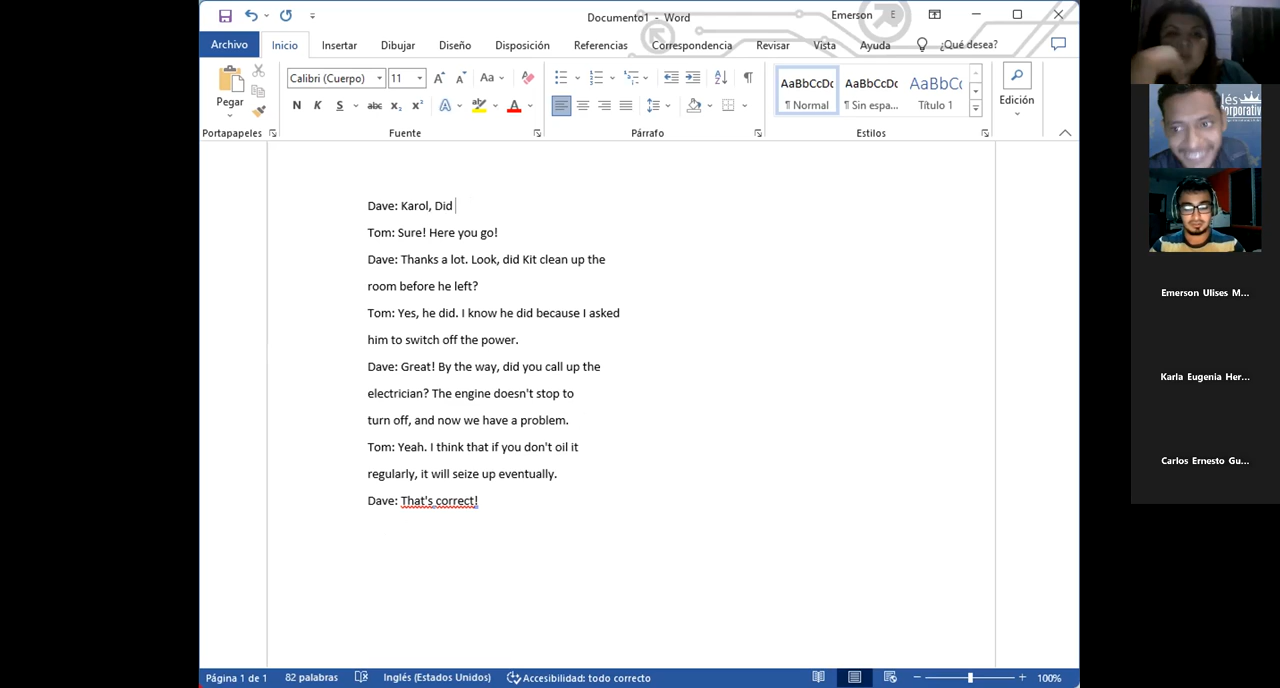 Documento1 - Word
Emerson E
Archivo Inicio Insertar Dibujar Diseño Disposición Referencias Correspondencia Revisar Vista Ayuda ¿Qué desea?
Pegar
Calibri (Cuerpo) 11 Aa
N K S abc x₂ x² A A
AaBbCcDc AaBbCcDc AaBbCc
¶ Normal ¶ Sin espa... Título 1
Edición
Portapapeles Fuente Párrafo Estilos
Dave: Karol, Did
Tom: Sure! Here you go!
Dave: Thanks a lot. Look, did Kit clean up the
room before he left?
Tom: Yes, he did. I know he did because I asked
him to switch off the power.
Dave: Great! By the way, did you call up the
electrician? The engine doesn't stop to
turn off, and now we have a problem.
Tom: Yeah. I think that if you don't oil it
regularly, it will seize up eventually.
Dave: That's correct!
Página 1 de 1 82 palabras Inglés (Estados Unidos) Accesibilidad: todo correcto 100%
Emerson Ulises M...
Karla Eugenia Her...
Carlos Ernesto Gu...